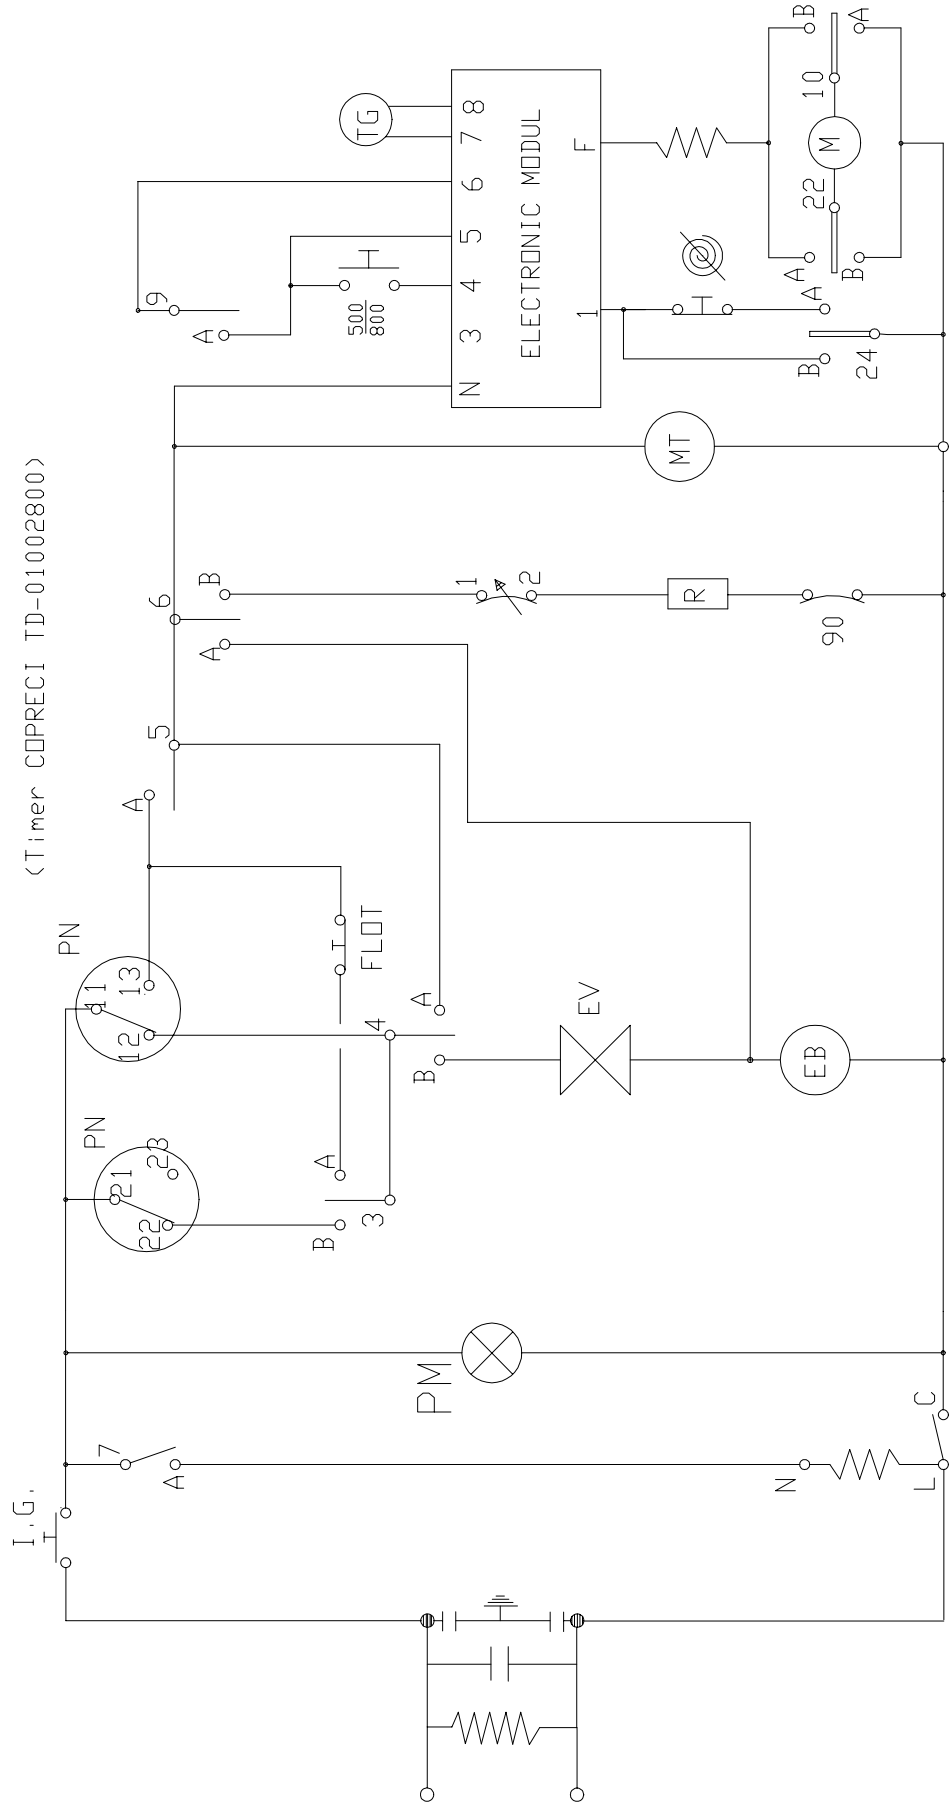 (Timer COPRECI TD-01002800)
I.G.
7
A
N
L
C
PM
PN
21
22
23
B
A
3
PN
11
12
13
FLOT
4
A
B
EV
EB
A
5
6
A
B
1
2
R
90
MT
9
A
500
800
TG
N
3
4
5
6
7
8
ELECTRONIC MODUL
1
F
B
A
24
A
B
22
M
10
B
A